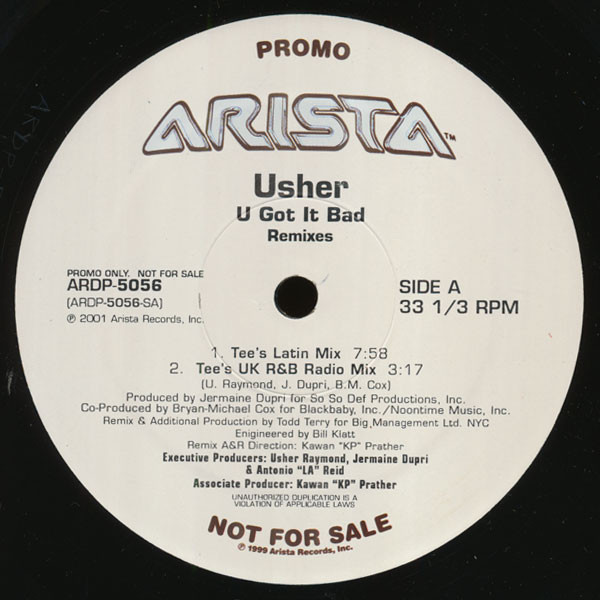 PROMO
ARISTA™
Usher
U Got It Bad
Remixes
PROMO ONLY. NOT FOR SALE
ARDP-5056
(ARDP-5056-SA)
℗ 2001 Arista Records, Inc.
SIDE A
33 1/3 RPM
1. Tee's Latin Mix 7:58
2. Tee's UK R&B Radio Mix 3:17
(U. Raymond, J. Dupri, B.M. Cox)
Produced by Jermaine Dupri for So So Def Productions, Inc.
Co-Produced by Bryan-Michael Cox for Blackbaby, Inc./Noontime Music, Inc.
Remix & Additional Production by Todd Terry for Big Management Ltd. NYC
Enigineered by Bill Klatt
Remix A&R Direction: Kawan "KP" Prather
Executive Producers: Usher Raymond, Jermaine Dupri
& Antonio "LA" Reid
Associate Producer: Kawan "KP" Prather
UNAUTHORIZED DUPLICATION IS A
VIOLATION OF APPLICABLE LAWS
NOT FOR SALE
℗ 1999 Arista Records, Inc.